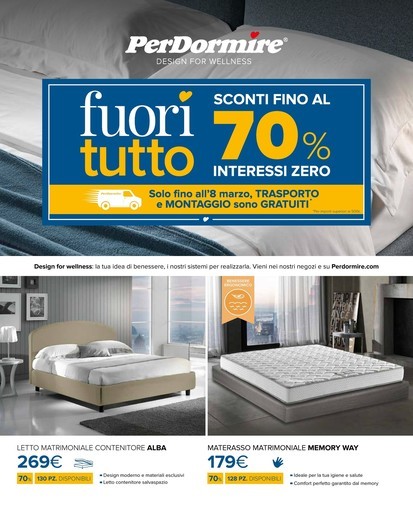 PerDormire®
DESIGN FOR WELLNESS
fuori tutto
SCONTI FINO AL
70%
INTERESSI ZERO
Solo fino all'8 marzo, TRASPORTO
e MONTAGGIO sono GRATUITI*
Design for wellness: la tua idea di benessere, i nostri sistemi per realizzarla. Vieni nei nostri negozi e su Perdormire.com
LETTO MATRIMONIALE CONTENITORE ALBA
269€
70%
130 PZ. DISPONIBILI
• Design moderno e materiali esclusivi
• Letto contenitore salvaspazio
MATERASSO MATRIMONIALE MEMORY WAY
179€
70%
128 PZ. DISPONIBILI
• Ideale per la tua igiene e salute
• Comfort perfetto garantito dal memory